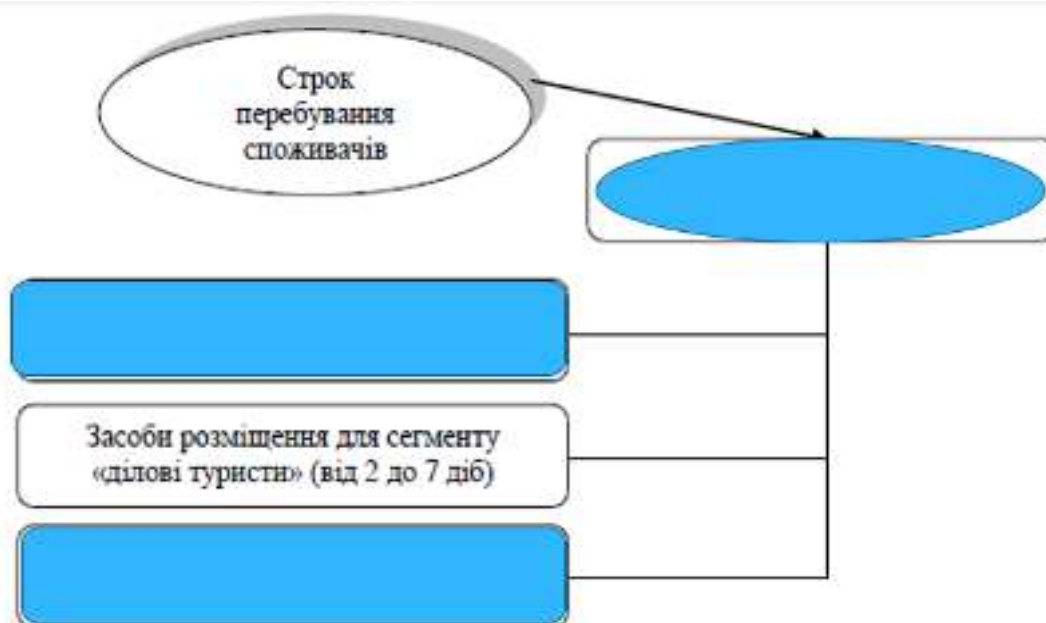 Строк
перебування
споживачів
Засоби розміщення для сегменту
«ділові туристи» (від 2 до 7 діб)